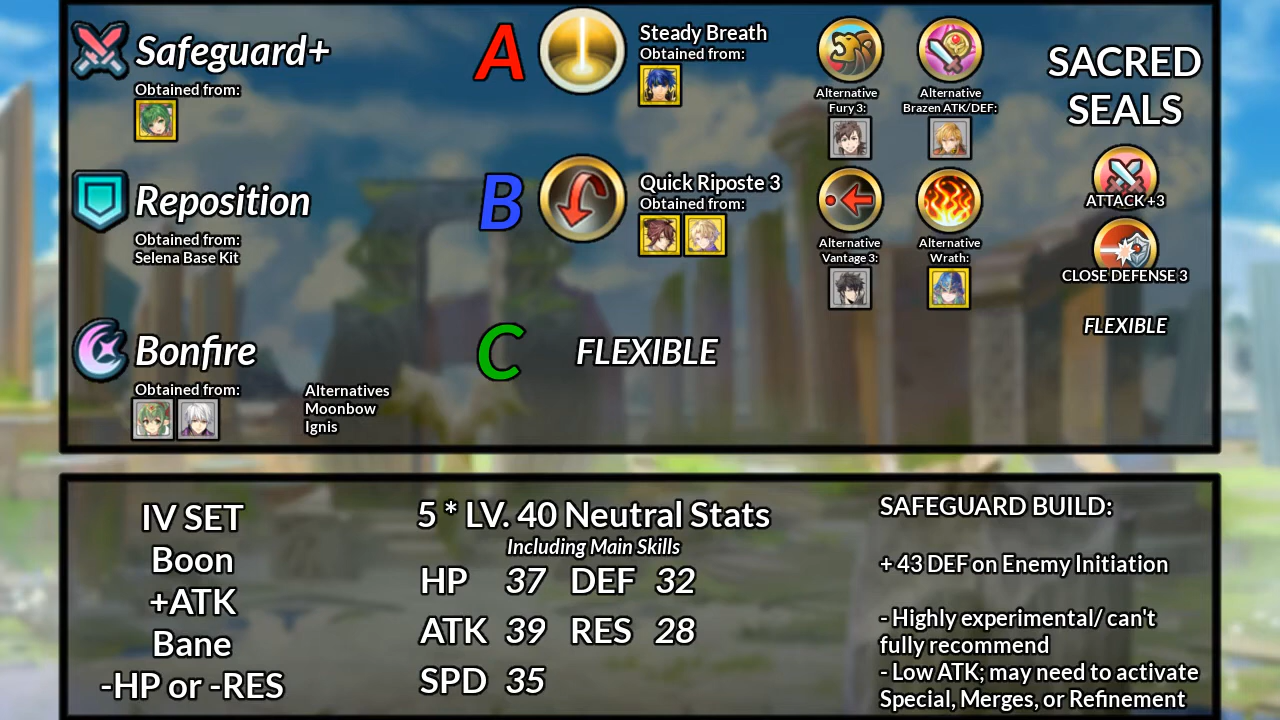 Safeguard+
Obtained from:
Reposition
Obtained from:
Selena Base Kit
Bonfire
Obtained from:
Alternatives
Moonbow
Ignis
A
Steady Breath
Obtained from:
Alternative
Fury 3:
Alternative
Brazen ATK/DEF:
B
Quick Riposte 3
Obtained from:
Alternative
Vantage 3:
Alternative
Wrath:
C
FLEXIBLE
SACRED
SEALS
ATTACK +3
CLOSE DEFENSE 3
FLEXIBLE
IV SET
Boon
+ATK
Bane
-HP or -RES
5 * LV. 40 Neutral Stats
Including Main Skills
HP 37 DEF 32
ATK 39 RES 28
SPD 35
SAFEGUARD BUILD:
+ 43 DEF on Enemy Initiation
- Highly experimental/ can't
fully recommend
- Low ATK; may need to activate
Special, Merges, or Refinement